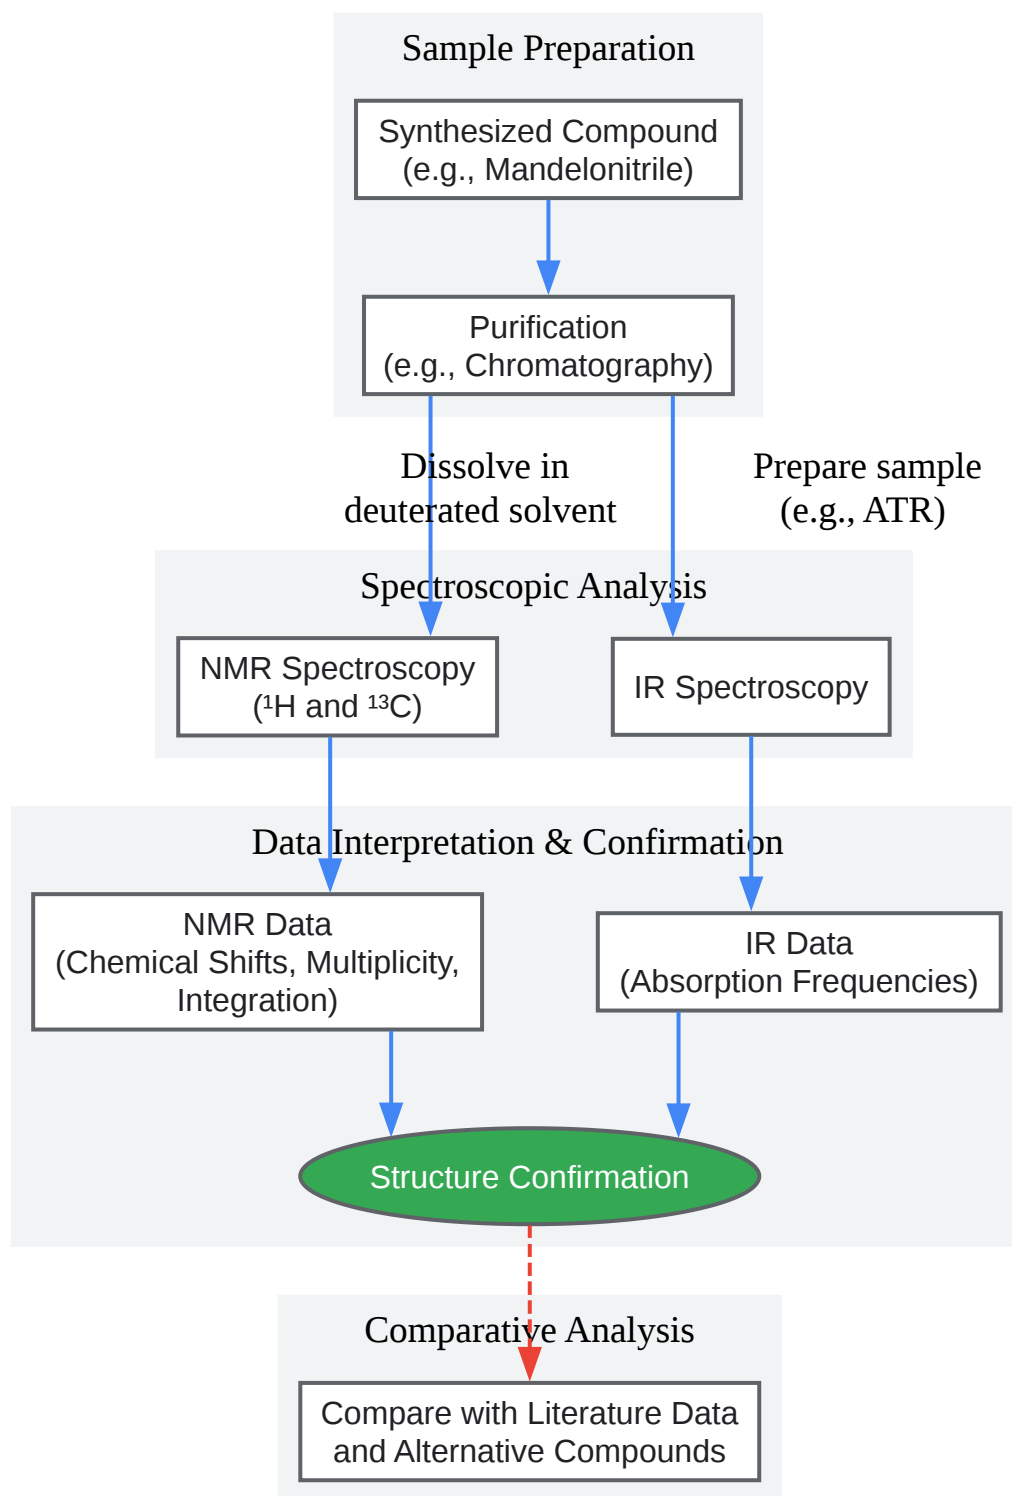 Sample Preparation
Synthesized Compound
(e.g., Mandelonitrile)
Purification
(e.g., Chromatography)
Dissolve in
deuterated solvent
Prepare sample
(e.g., ATR)
Spectroscopic Analysis
NMR Spectroscopy
(¹H and ¹³C)
IR Spectroscopy
Data Interpretation & Confirmation
NMR Data
(Chemical Shifts, Multiplicity,
Integration)
IR Data
(Absorption Frequencies)
Structure Confirmation
Comparative Analysis
Compare with Literature Data
and Alternative Compounds